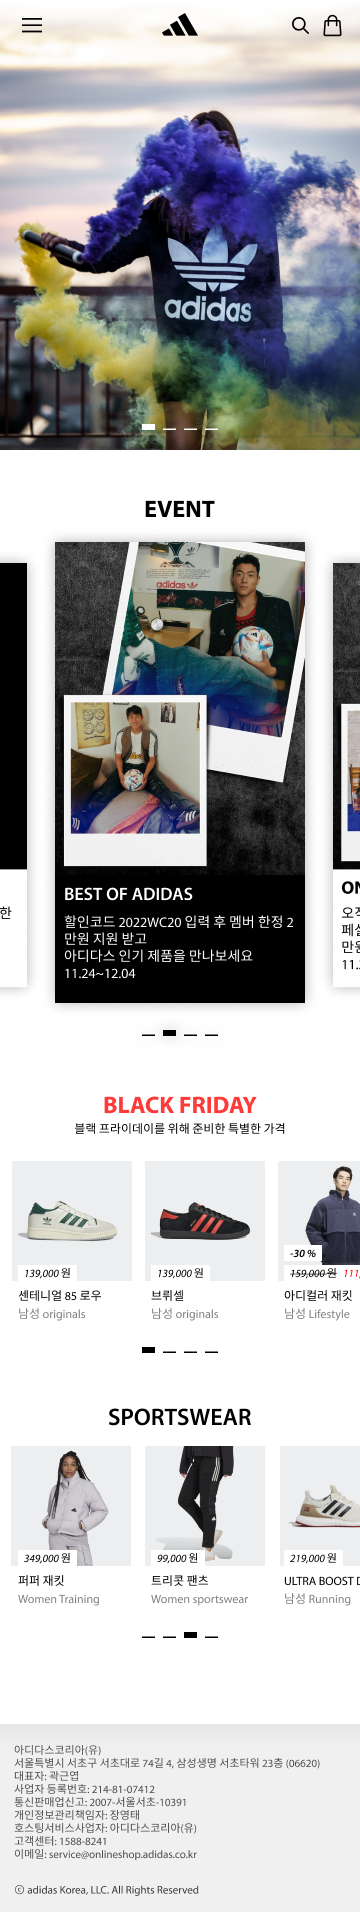 adidas
EVENT
adidas
한
BEST OF ADIDAS
할인코드 2022WC20 입력 후 멤버 한정 2
만원 지원 받고
아디다스 인기 제품을 만나보세요
11.24~12.04
ON
오직
만원
11.
BLACK FRIDAY
블랙 프라이데이를 위해 준비한 특별한 가격
139,000 원
센테니얼 85 로우
남성 originals
139,000 원
브뤼셀
남성 originals
-30 %
159,000 원 111,
아디컬러 재킷
남성 Lifestyle
SPORTSWEAR
349,000 원
퍼퍼 재킷
Women Training
99,000 원
트리콧 팬츠
Women sportswear
219,000 원
ULTRA BOOST D
남성 Running
아디다스코리아(유)
서울특별시 서초구 서초대로 74길 4, 삼성생명 서초타워 23층 (06620)
대표자: 곽근엽
사업자 등록번호: 214-81-07412
통신판매업신고: 2007-서울서초-10391
개인정보관리책임자: 장영태
호스팅서비스사업자: 아디다스코리아(유)
고객센터: 1588-8241
이메일: service@onlineshop.adidas.co.kr
ⓒ adidas Korea, LLC. All Rights Reserved